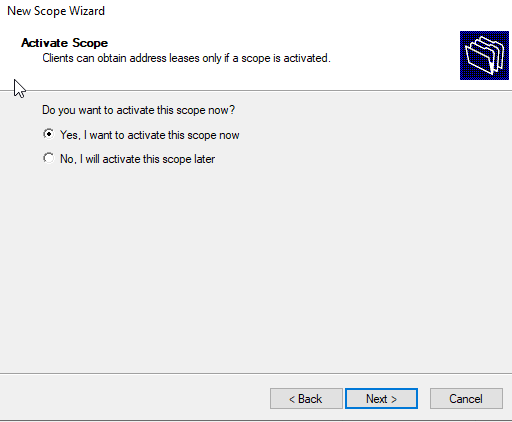 New Scope Wizard
Activate Scope
Clients can obtain address leases only if a scope is activated.
Do you want to activate this scope now?
Yes, I want to activate this scope now
No, I will activate this scope later
< Back
Next >
Cancel